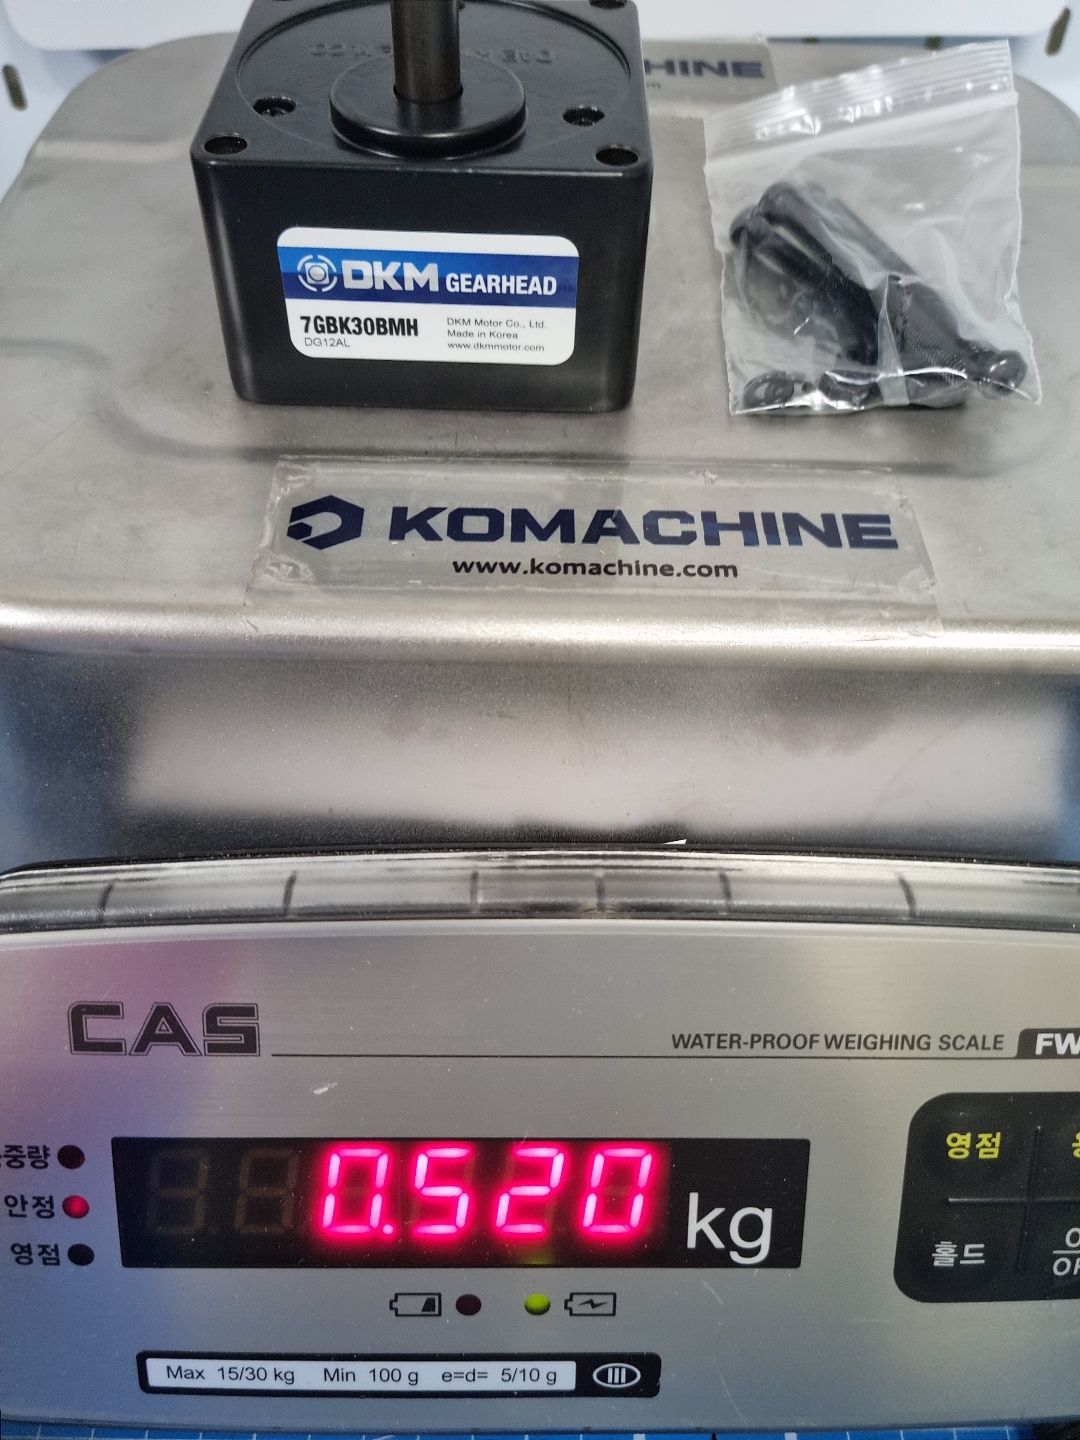 HINE
DKM GEARHEAD
7GBK30BMH
DG12AL
DKM Motor Co., Ltd.
Made in Korea
www.dkmmotor.com
KOMACHINE
www.komachine.com
CAS
WATER-PROOF WEIGHING SCALE FW
중량
안정
영점
0.520 kg
영점
홀드
Max 15/30 kg Min 100 g e=d= 5/10 g
III